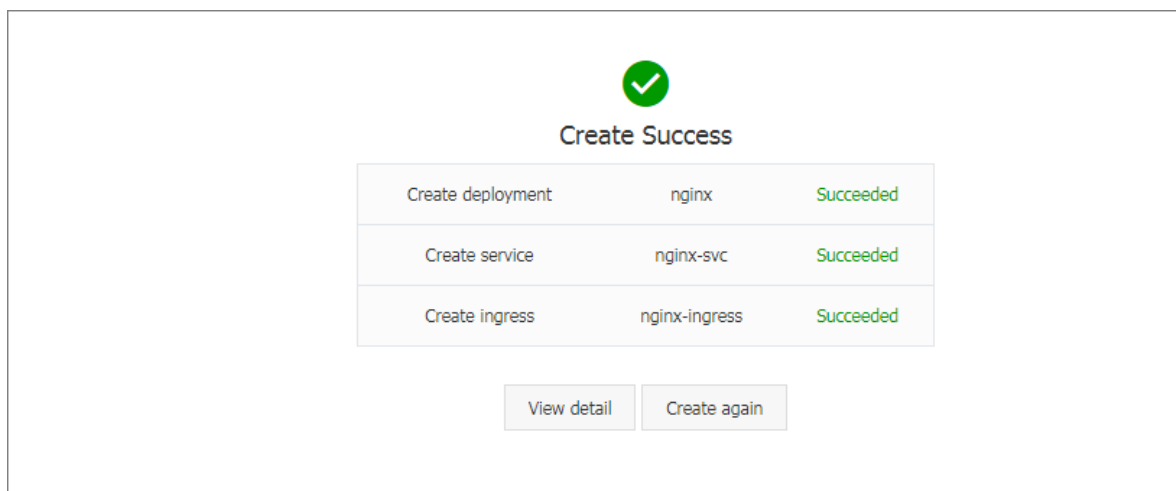 Create Success
Create deployment nginx Succeeded
Create service nginx-svc Succeeded
Create ingress nginx-ingress Succeeded
View detail Create again